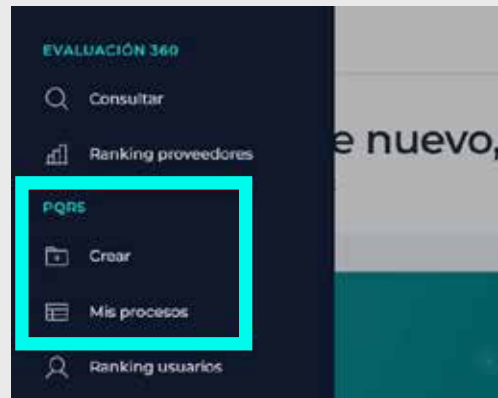 EVALUACIÓN 360
Consultar
Ranking proveedores
e nuevo,
PQRS
Crear
Mis procesos
Ranking usuarios